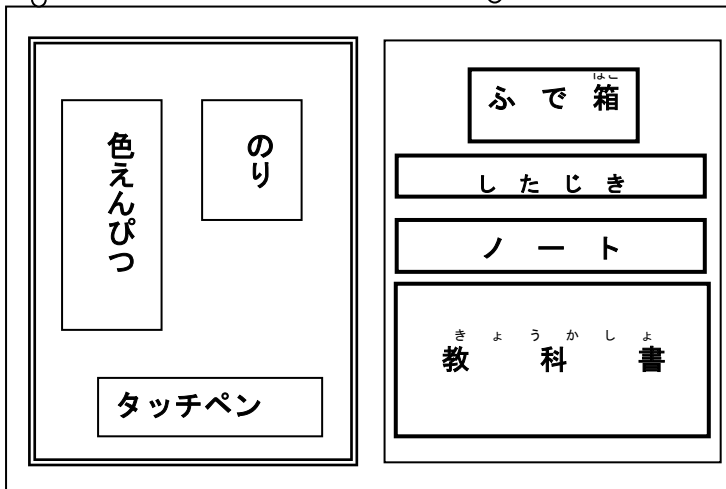 色えんぴつ
のり
タッチペン
はこ
ふで箱
したじき
ノート
きょうかしょ
教科書